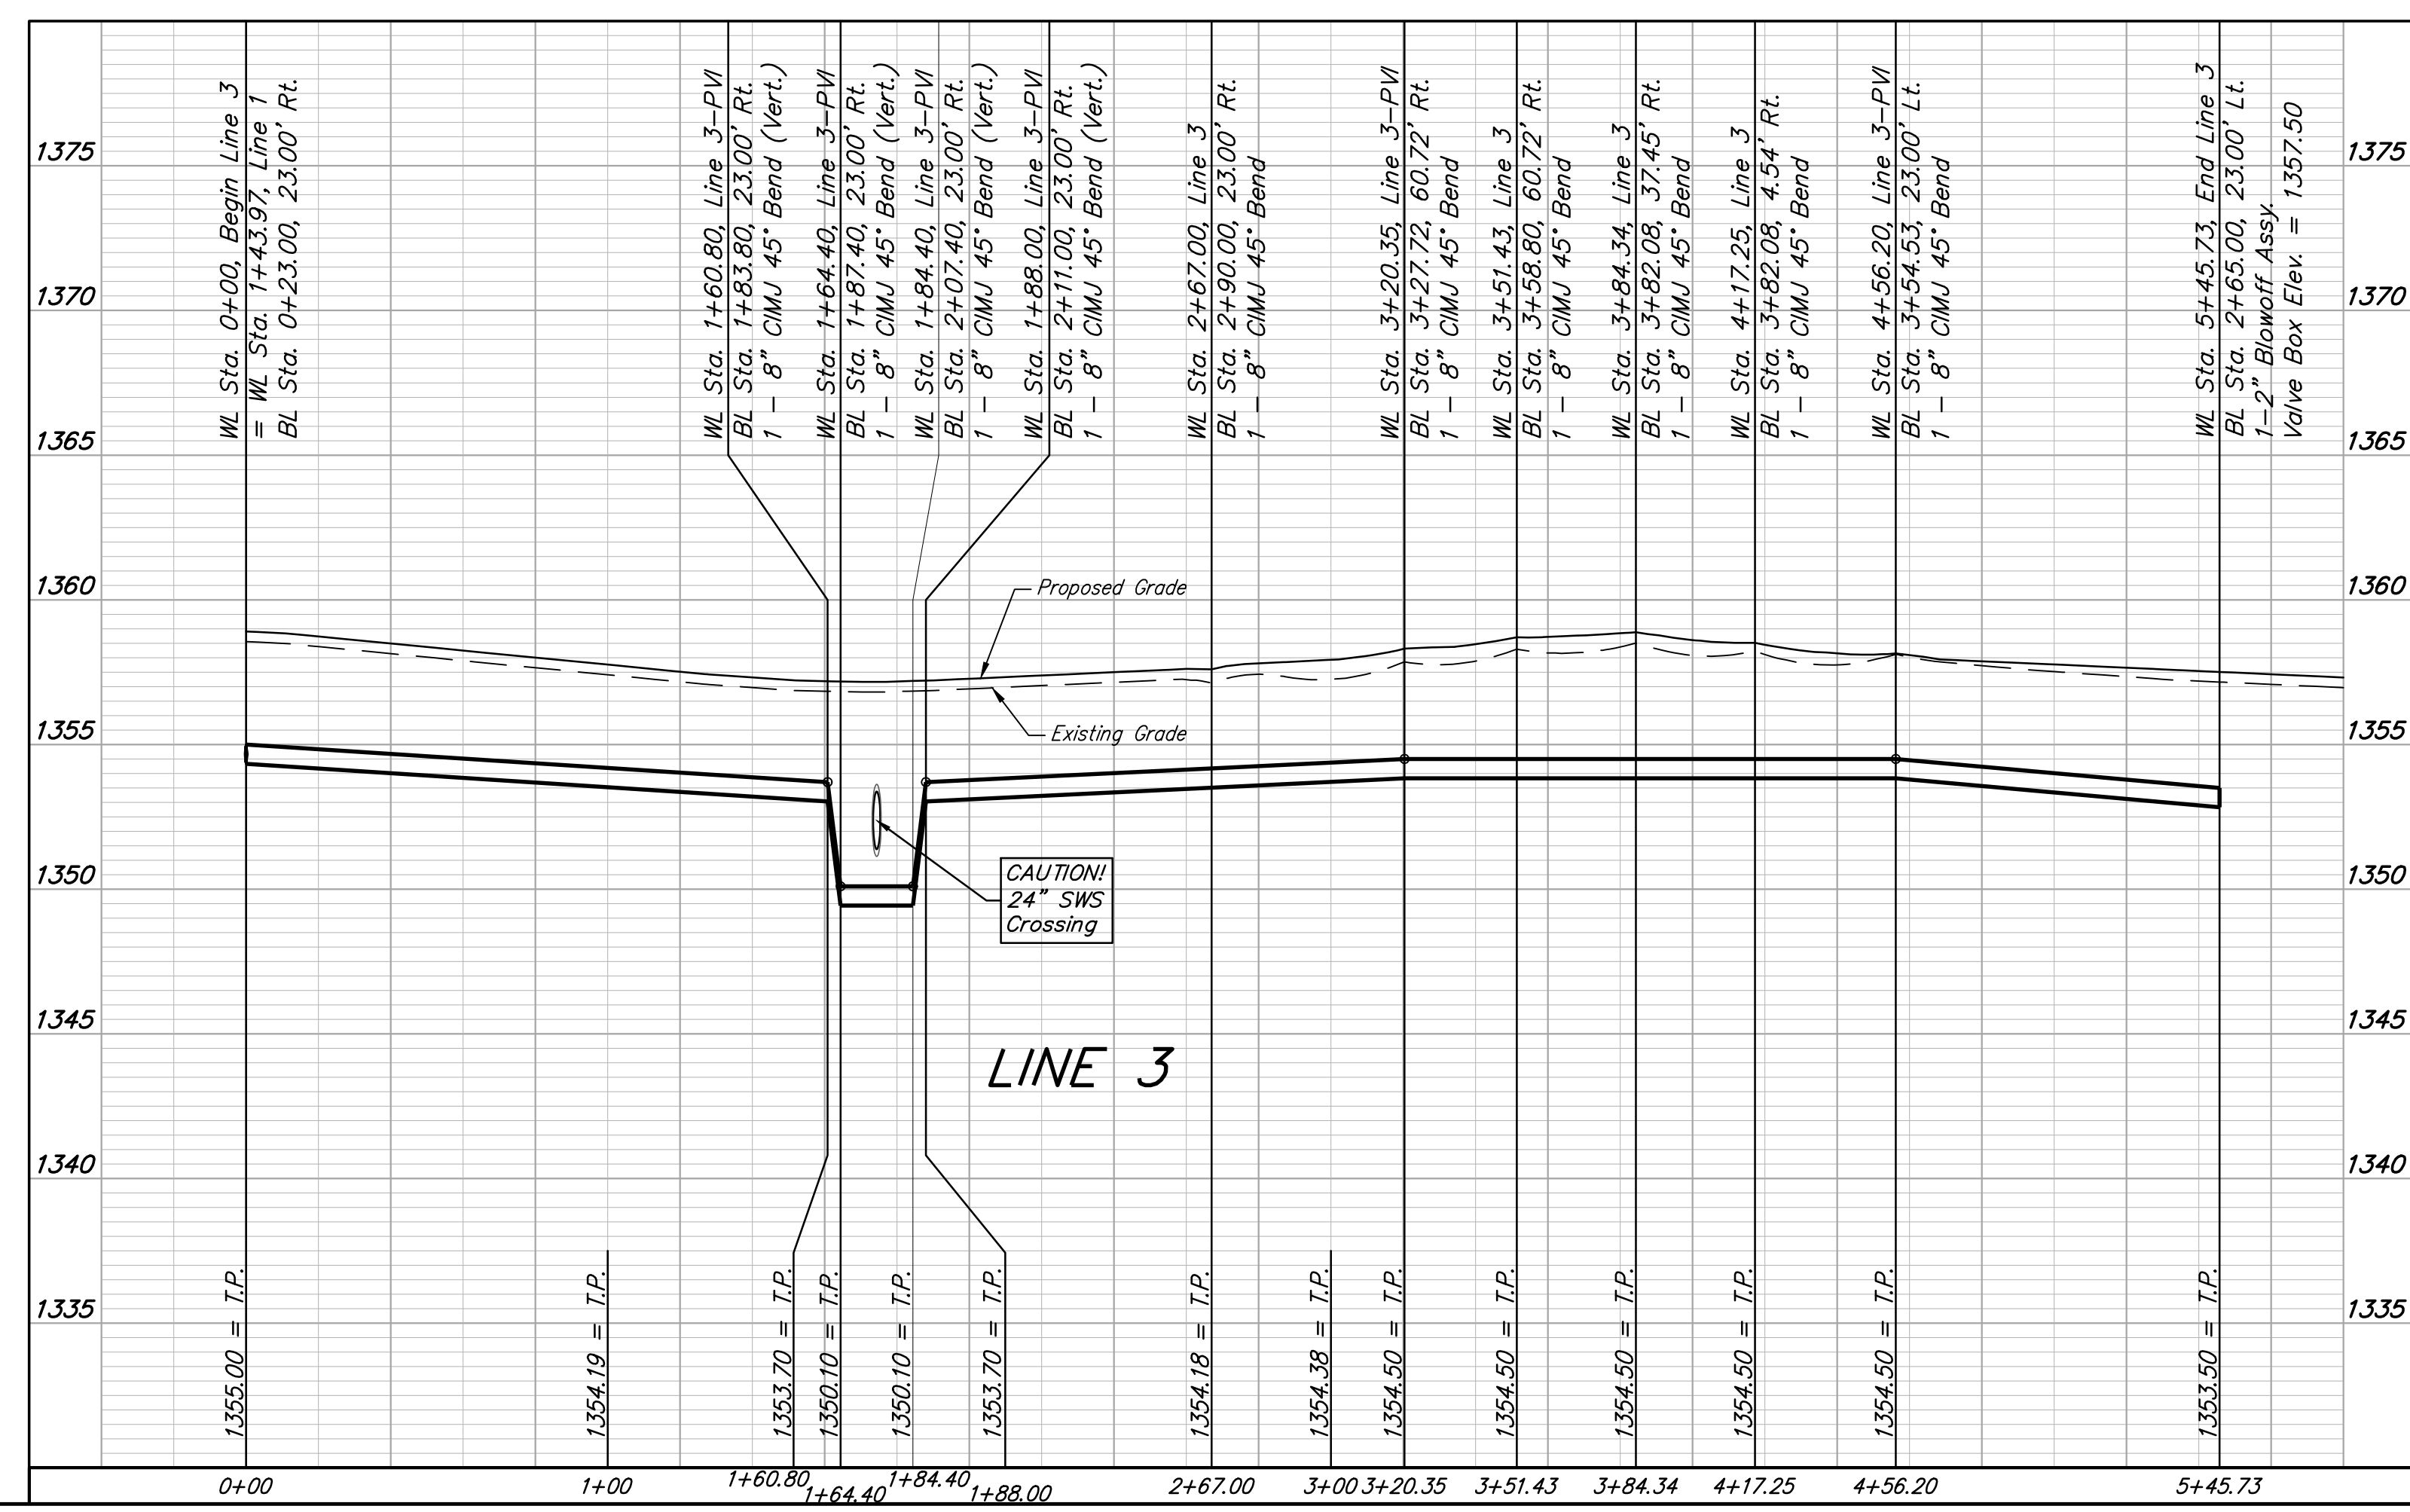 WL Sta. 0+00, Begin Line 3
= WL Sta. 1+43.97, Line 1
BL Sta. 0+23.00, 23.00' Rt.
WL Sta. 1+60.80, Line 3-PVI
BL Sta. 1+83.80, 23.00' Rt.
1 - 8" CIMJ 45° Bend (Vert.)
WL Sta. 1+64.40, Line 3-PVI
BL Sta. 1+87.40, 23.00' Rt.
1 - 8" CIMJ 45° Bend (Vert.)
WL Sta. 1+84.40, Line 3-PVI
BL Sta. 2+07.40, 23.00' Rt.
1 - 8" CIMJ 45° Bend (Vert.)
WL Sta. 1+88.00, Line 3-PVI
BL Sta. 2+11.00, 23.00' Rt.
1 - 8" CIMJ 45° Bend (Vert.)
WL Sta. 2+67.00, Line 3
BL Sta. 2+90.00, 23.00' Rt.
1 - 8" CIMJ 45° Bend
WL Sta. 3+20.35, Line 3-PVI
BL Sta. 3+27.72, 60.72' Rt.
1 - 8" CIMJ 45° Bend
WL Sta. 3+51.43, Line 3
BL Sta. 3+58.80, 60.72' Rt.
1 - 8" CIMJ 45° Bend
WL Sta. 3+84.34, Line 3
BL Sta. 3+82.08, 37.45' Rt.
1 - 8" CIMJ 45° Bend
WL Sta. 4+17.25, Line 3
BL Sta. 3+82.08, 4.54' Rt.
1 - 8" CIMJ 45° Bend
WL Sta. 4+56.20, Line 3-PVI
BL Sta. 3+54.53, 23.00' Lt.
1 - 8" CIMJ 45° Bend
WL Sta. 5+45.73, End Line 3
BL Sta. 2+65.00, 23.00' Lt.
1-2" Blowoff Assy.
Valve Box Elev. = 1357.50
1375
1375
1370
1370
1365
1365
1360
1360
Proposed Grade
1355
1355
Existing Grade
1350
1350
CAUTION!
24" SWS
Crossing
1345
1345
LINE 3
1340
1340
1335
1335
1355.00 = T.P.
1354.19 = T.P.
1353.70 = T.P.
1350.10 = T.P.
1350.10 = T.P.
1353.70 = T.P.
1354.18 = T.P.
1354.38 = T.P.
1354.50 = T.P.
1354.50 = T.P.
1354.50 = T.P.
1354.50 = T.P.
1354.50 = T.P.
1353.50 = T.P.
0+00
1+00
1+60.80
1+64.40
1+84.40
1+88.00
2+67.00
3+00
3+20.35
3+51.43
3+84.34
4+17.25
4+56.20
5+45.73